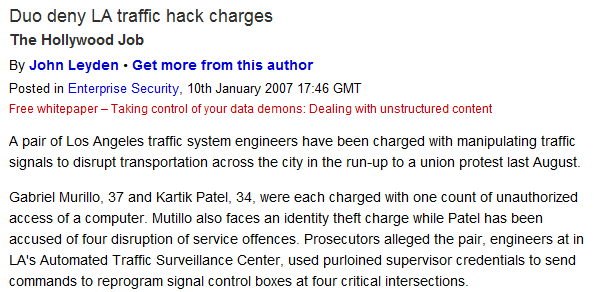 Duo deny LA traffic hack charges
The Hollywood Job
By John Leyden • Get more from this author
Posted in Enterprise Security, 10th January 2007 17:46 GMT
Free whitepaper – Taking control of your data demons: Dealing with unstructured content
A pair of Los Angeles traffic system engineers have been charged with manipulating traffic
signals to disrupt transportation across the city in the run-up to a union protest last August.
Gabriel Murillo, 37 and Kartik Patel, 34, were each charged with one count of unauthorized
access of a computer. Mutillo also faces an identity theft charge while Patel has been
accused of four disruption of service offences. Prosecutors alleged the pair, engineers at in
LA's Automated Traffic Surveillance Center, used purloined supervisor credentials to send
commands to reprogram signal control boxes at four critical intersections.